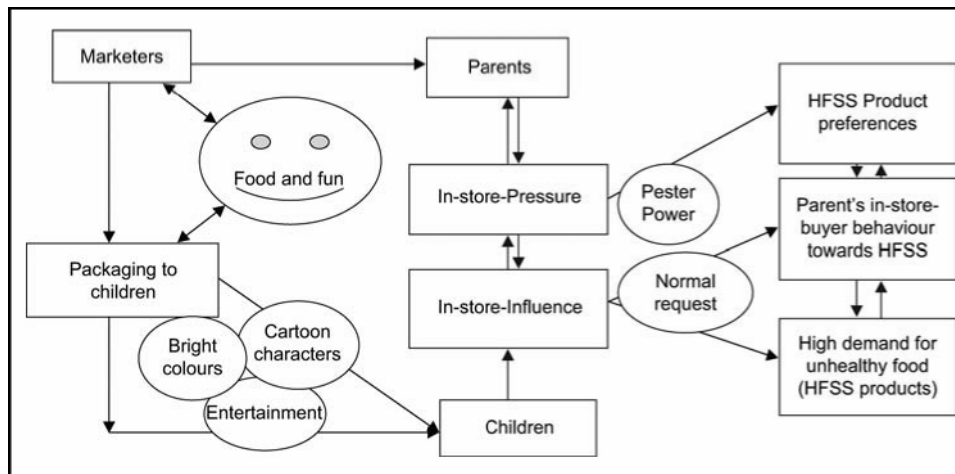 Marketers
Parents
Food and fun
HFSS Product
preferences
In-store-Pressure
Pester
Power
Parent's in-store-
buyer behaviour
towards HFSS
Packaging to
children
In-store-Influence
Normal
request
Bright
colours
Cartoon
characters
Entertainment
High demand for
unhealthy food
(HFSS products)
Children